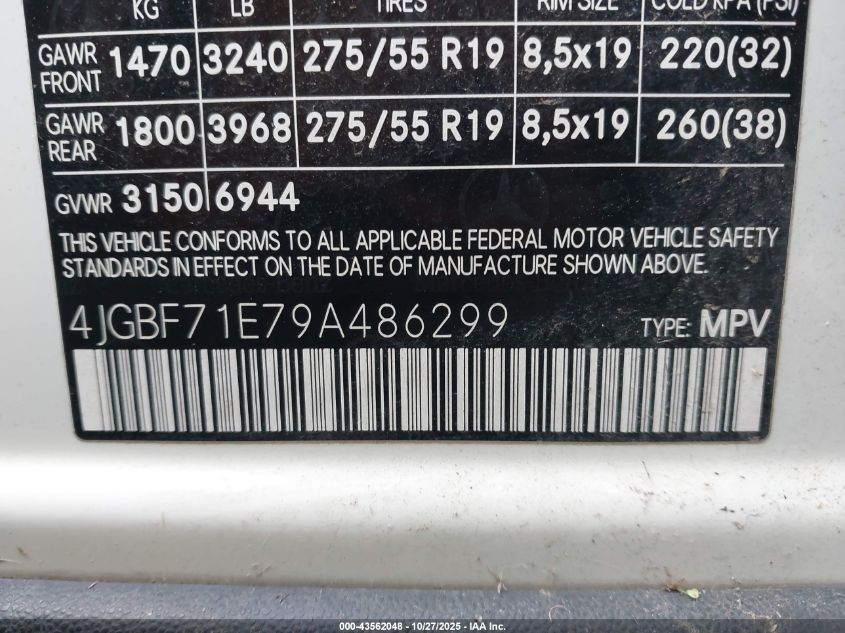 KG LB TIRES RIM SIZE COLD KPA (PSI)
GAWR FRONT 1470 3240 275/55 R19 8,5x19 220(32)
GAWR REAR 1800 3968 275/55 R19 8,5x19 260(38)
GVWR 3150 6944
THIS VEHICLE CONFORMS TO ALL APPLICABLE FEDERAL MOTOR VEHICLE SAFETY
STANDARDS IN EFFECT ON THE DATE OF MANUFACTURE SHOWN ABOVE.
Mercedes-Benz
4JGBF71E79A486299 TYPE: MPV
000-43562048 - 10/27/2025 - IAA, Inc.